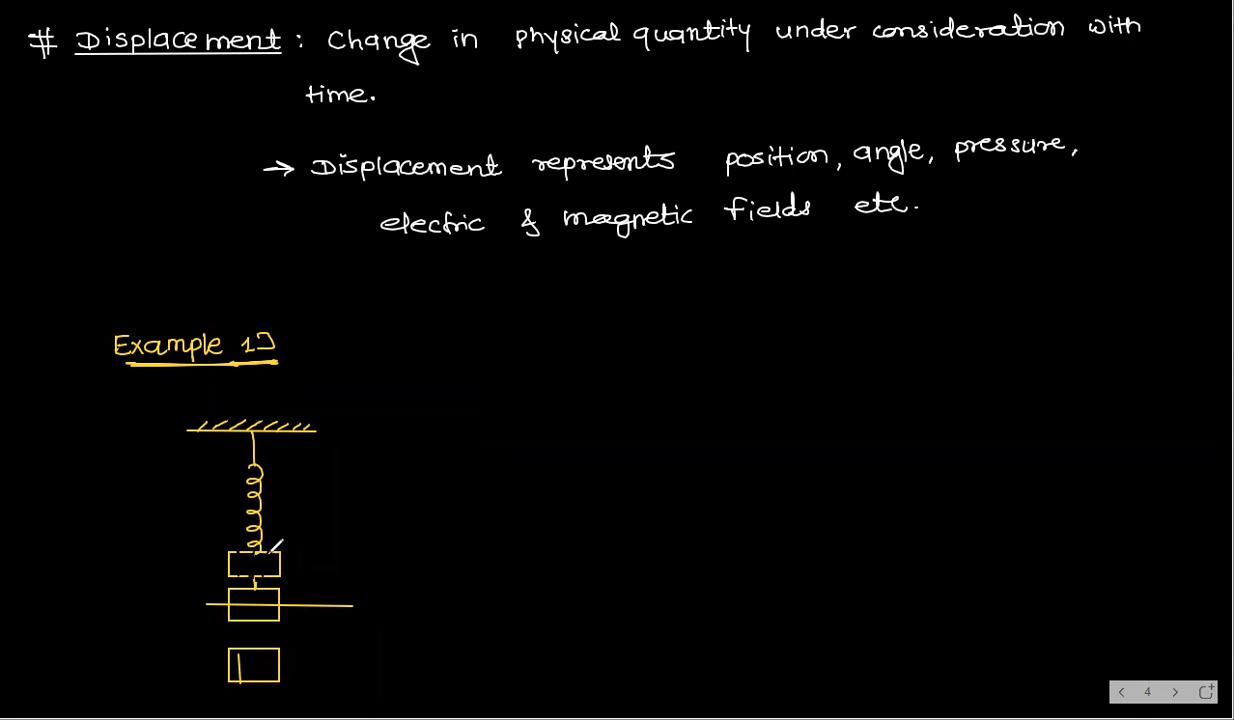 # Displacement : Change in physical quantity under consideration with
time.
→ Displacement represents position, angle, pressure,
electric & magnetic fields etc.
Example 1]
< 4 >